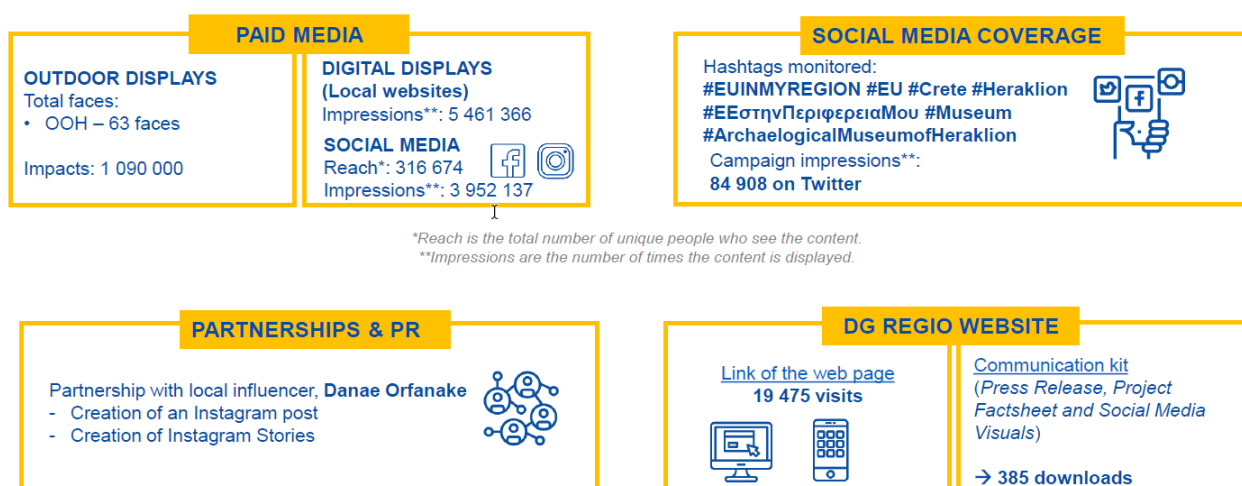 PAID MEDIA
OUTDOOR DISPLAYS
Total faces:
• OOH – 63 faces
Impacts: 1 090 000
DIGITAL DISPLAYS
(Local websites)
Impressions**: 5 461 366
SOCIAL MEDIA
Reach*: 316 674
Impressions**: 3 952 137
SOCIAL MEDIA COVERAGE
Hashtags monitored:
#EUINMYREGION #EU #Crete #Heraklion
#ΕΕστηνΠεριφερειαΜου #Museum
#ArchaelogicalMuseumofHeraklion
Campaign impressions**:
84 908 on Twitter
*Reach is the total number of unique people who see the content.
**Impressions are the number of times the content is displayed.
PARTNERSHIPS & PR
Partnership with local influencer, Danae Orfanake
- Creation of an Instagram post
- Creation of Instagram Stories
DG REGIO WEBSITE
Link of the web page
19 475 visits
Communication kit
(Press Release, Project
Factsheet and Social Media
Visuals)
→ 385 downloads